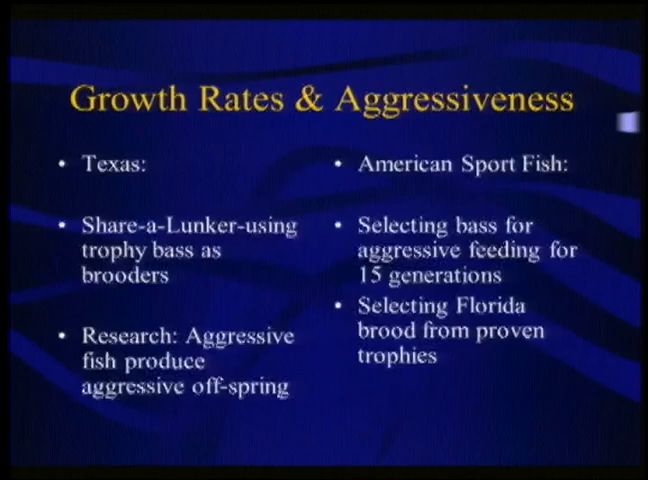 Growth Rates & Aggressiveness
• Texas:
• Share-a-Lunker-using
trophy bass as
brooders
• Research: Aggressive
fish produce
aggressive off-spring
• American Sport Fish:
• Selecting bass for
aggressive feeding for
15 generations
• Selecting Florida
brood from proven
trophies